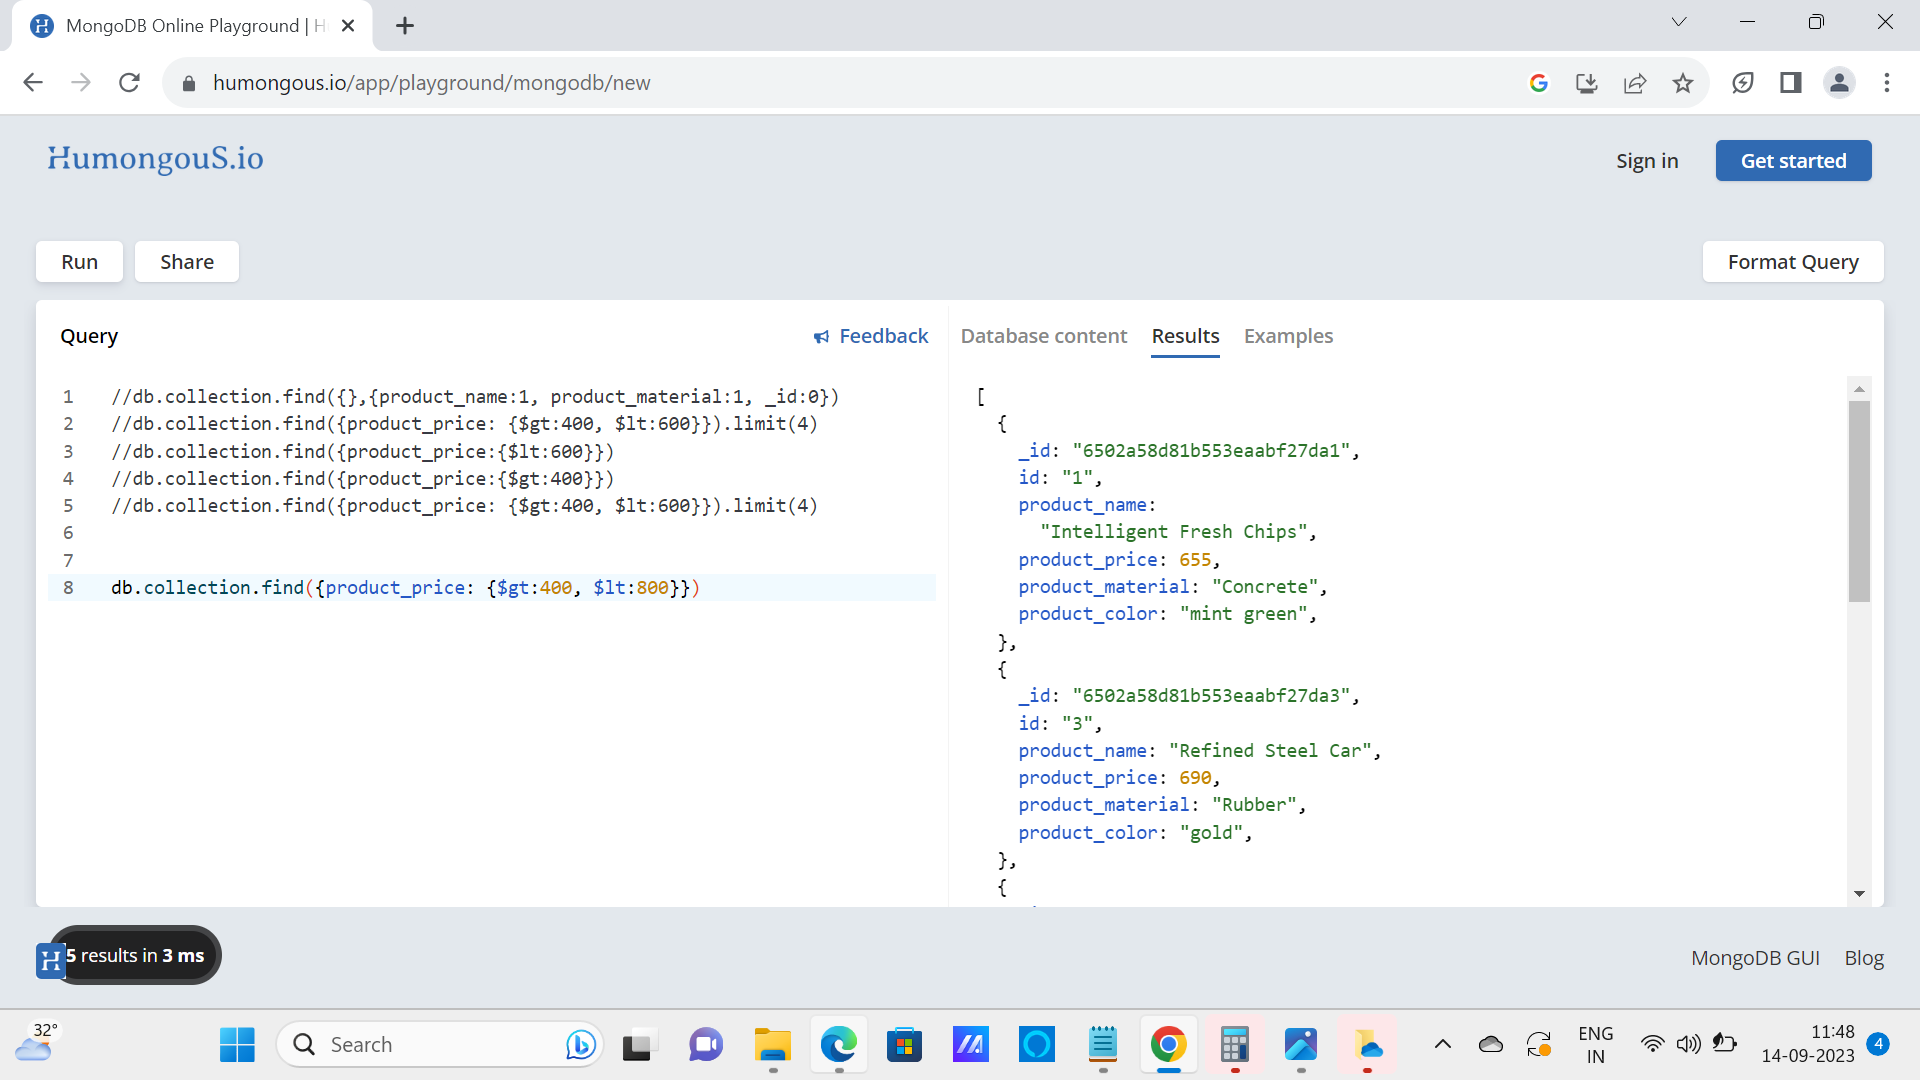 MongoDB Online Playground | H
humongous.io/app/playground/mongodb/new
HumongouS.io
Sign in
Get started
Run
Share
Format Query
Query
Feedback
Database content
Results
Examples
1 //db.collection.find({},{product_name:1, product_material:1, _id:0})
2 //db.collection.find({product_price: {$gt:400, $lt:600}}).limit(4)
3 //db.collection.find({product_price:{$lt:600}})
4 //db.collection.find({product_price:{$gt:400}})
5 //db.collection.find({product_price: {$gt:400, $lt:600}}).limit(4)
6
7
8 db.collection.find({product_price: {$gt:400, $lt:800}})
[
{
_id: "6502a58d81b553eaabf27da1",
id: "1",
product_name:
"Intelligent Fresh Chips",
product_price: 655,
product_material: "Concrete",
product_color: "mint green",
},
{
_id: "6502a58d81b553eaabf27da3",
id: "3",
product_name: "Refined Steel Car",
product_price: 690,
product_material: "Rubber",
product_color: "gold",
},
{
H 5 results in 3 ms
MongoDB GUI
Blog
32°
Search
ENG
IN
11:48
14-09-2023
4